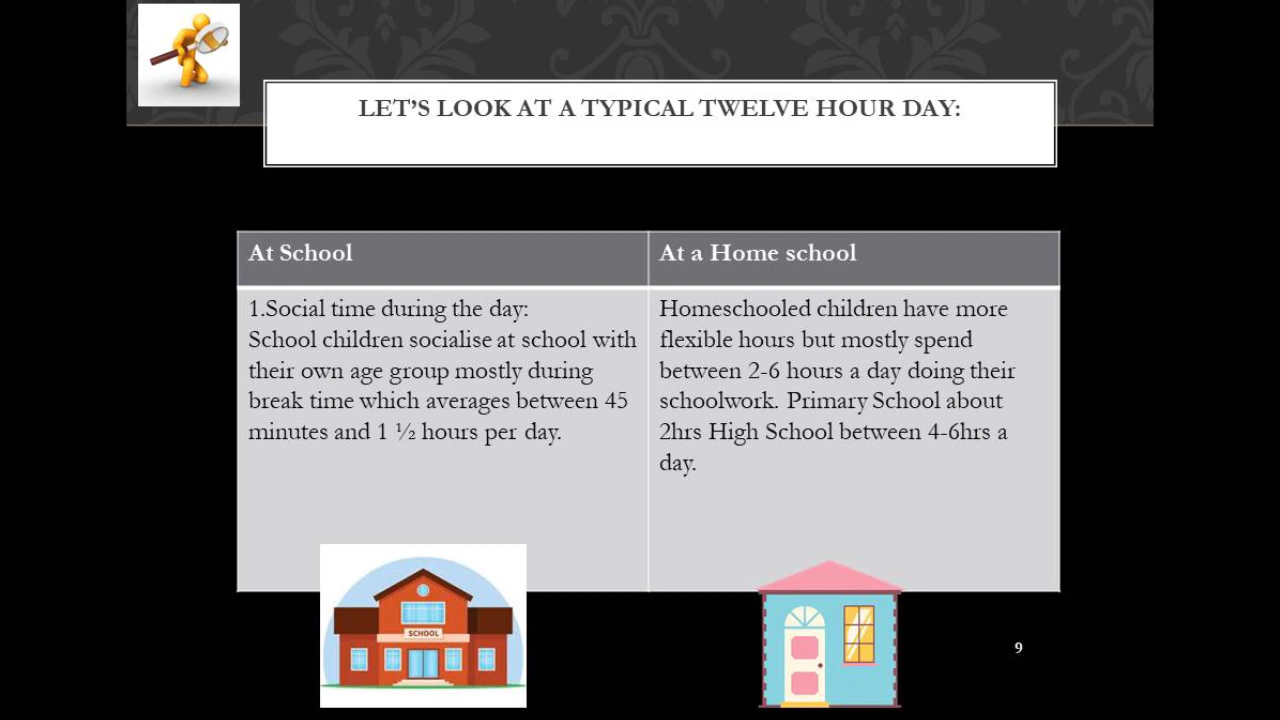 LET’S LOOK AT A TYPICAL TWELVE HOUR DAY:
At School
At a Home school
1.Social time during the day:
School children socialise at school with
their own age group mostly during
break time which averages between 45
minutes and 1 ½ hours per day.
Homeschooled children have more
flexible hours but mostly spend
between 2-6 hours a day doing their
schoolwork. Primary School about
2hrs High School between 4-6hrs a
day.
SCHOOL
9